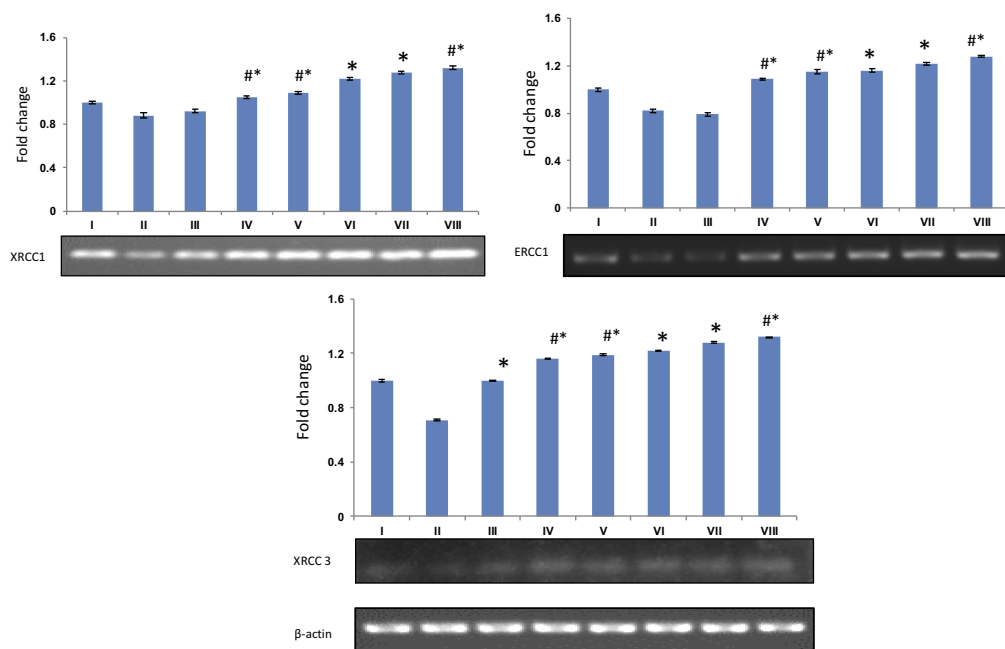 1.6
1.2
0.8
0.4
0
Fold change
#* #* * * #*
I II III IV V VI VII VIII
XRCC1
1.6
1.2
0.8
0.4
0
Fold change
#* #* * * #*
I II III IV V VI VII VIII
ERCC1
1.6
1.2
0.8
0.4
0
Fold change
* #* #* * * #*
I II III IV V VI VII VIII
XRCC 3
β-actin